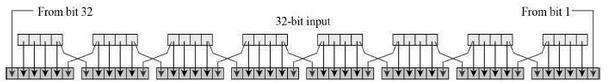 From bit 32
From bit 1
32-bit input